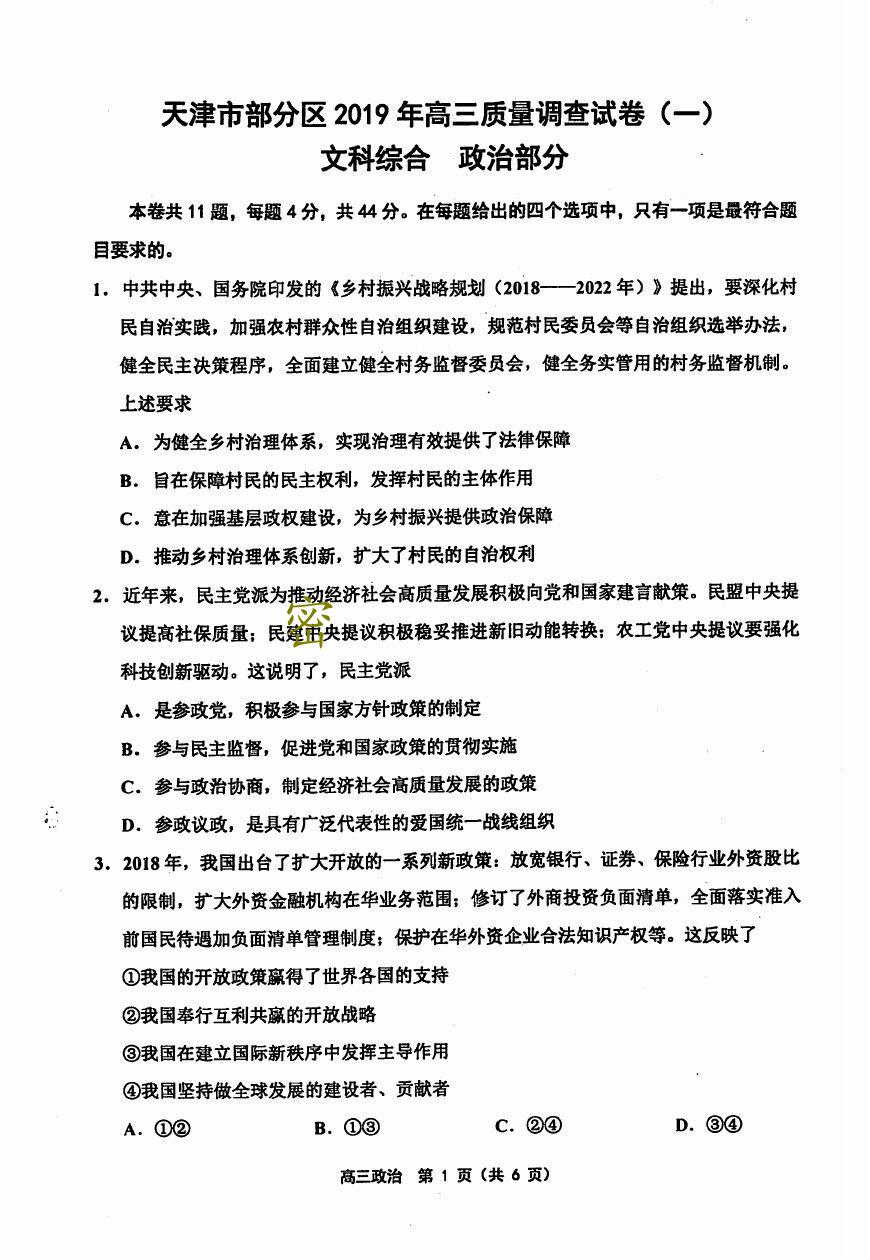 天津市部分区 2019 年高三质量调查试卷（一）
文科综合 政治部分
本卷共 11 题，每题 4 分，共 44 分。在每题给出的四个选项中，只有一项是最符合题
目要求的。
1．中共中央、国务院印发的《乡村振兴战略规划（2018——2022 年）》提出，要深化村
民自治实践，加强农村群众性自治组织建设，规范村民委员会等自治组织选举办法，
健全民主决策程序，全面建立健全村务监督委员会，健全务实管用的村务监督机制。
上述要求
A．为健全乡村治理体系，实现治理有效提供了法律保障
B．旨在保障村民的民主权利，发挥村民的主体作用
C．意在加强基层政权建设，为乡村振兴提供政治保障
D．推动乡村治理体系创新，扩大了村民的自治权利
2．近年来，民主党派为推动经济社会高质量发展积极向党和国家建言献策。民盟中央提
议提高社保质量；民建中央提议积极稳妥推进新旧动能转换；农工党中央提议要强化
科技创新驱动。这说明了，民主党派
密
A．是参政党，积极参与国家方针政策的制定
B．参与民主监督，促进党和国家政策的贯彻实施
C．参与政治协商，制定经济社会高质量发展的政策
D．参政议政，是具有广泛代表性的爱国统一战线组织
3．2018 年，我国出台了扩大开放的一系列新政策：放宽银行、证券、保险行业外资股比
的限制，扩大外资金融机构在华业务范围；修订了外商投资负面清单，全面落实准入
前国民待遇加负面清单管理制度；保护在华外资企业合法知识产权等。这反映了
①我国的开放政策赢得了世界各国的支持
②我国奉行互利共赢的开放战略
③我国在建立国际新秩序中发挥主导作用
④我国坚持做全球发展的建设者、贡献者
A．①② B．①③ C．②④ D．③④
高三政治 第 1 页（共 6 页）